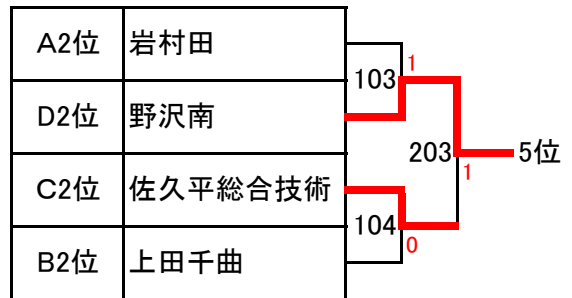 A2位 岩村田
103 1
D2位 野沢南
203 5位
1
C2位 佐久平総合技術
104
0
B2位 上田千曲